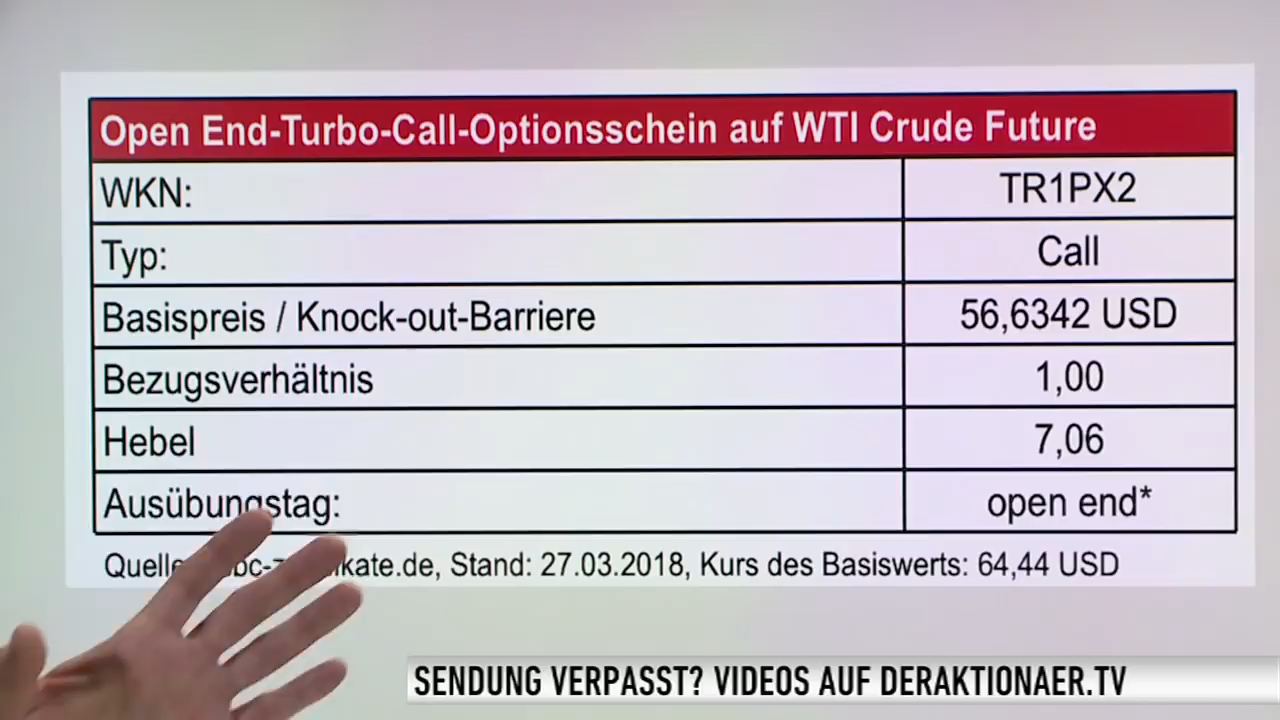 Open End-Turbo-Call-Optionsschein auf WTI Crude Future
WKN: TR1PX2
Typ: Call
Basispreis / Knock-out-Barriere 56,6342 USD
Bezugsverhältnis 1,00
Hebel 7,06
Ausübungstag: open end*
Quelle kate.de, Stand: 27.03.2018, Kurs des Basiswerts: 64,44 USD
SENDUNG VERPASST? VIDEOS AUF DERAKTIONAER.TV